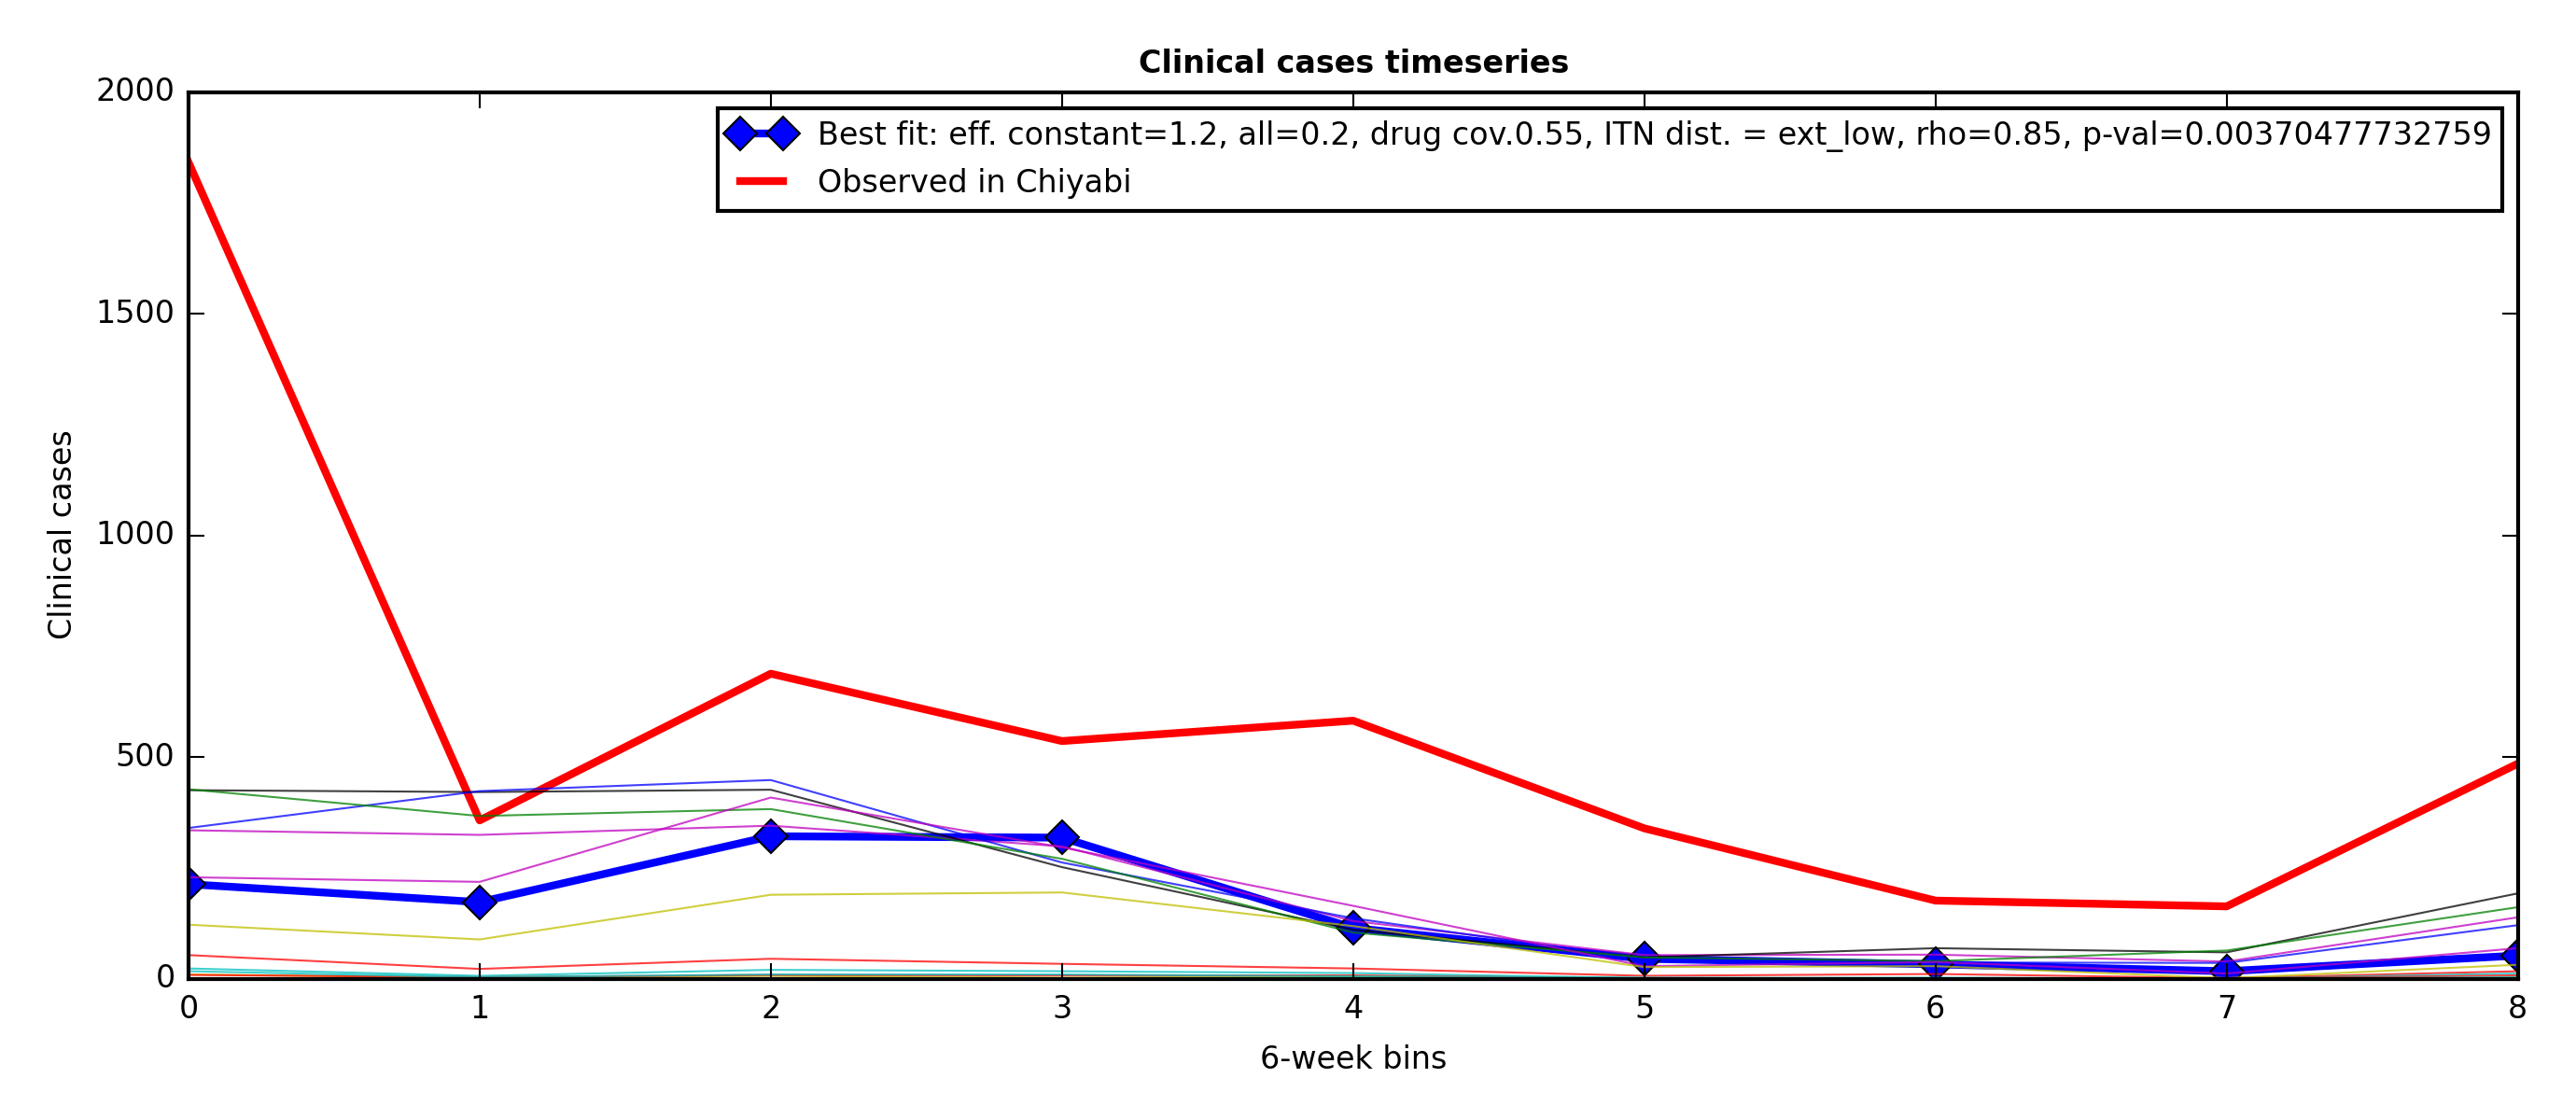 Clinical cases timeseries
Best fit: eff. constant=1.2, all=0.2, drug cov.0.55, ITN dist. = ext_low, rho=0.85, p-val=0.00370477732759
Observed in Chiyabi
2000
1500
1000
500
0
Clinical cases
0 1 2 3 4 5 6 7 8
6-week bins